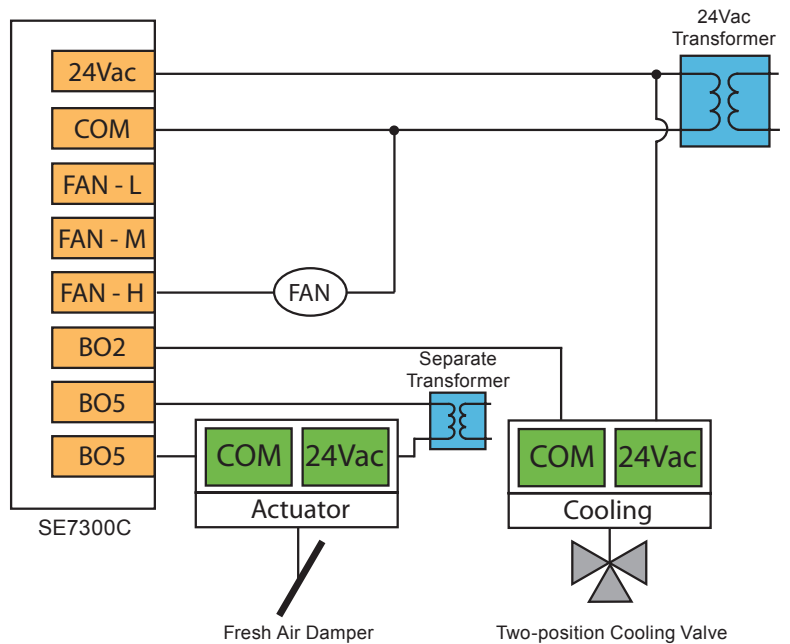 24Vac
Transformer
24Vac
COM
FAN - L
FAN - M
FAN - H
FAN
BO2
Separate
Transformer
BO5
BO5
COM
24Vac
COM
24Vac
Actuator
Cooling
SE7300C
Fresh Air Damper
Two-position Cooling Valve